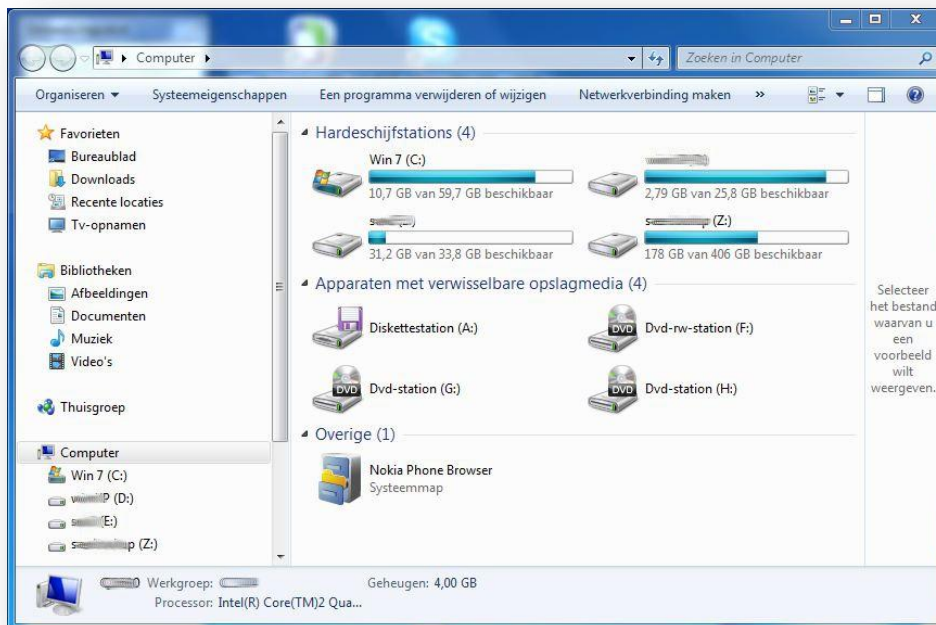 Computer
Zoeken in Computer
Organiseren Systeemeigenschappen Een programma verwijderen of wijzigen Netwerkverbinding maken »
Favorieten
Bureaublad
Downloads
Recente locaties
Tv-opnamen
Bibliotheken
Afbeeldingen
Documenten
Muziek
Video's
Thuisgroep
Computer
Win 7 (C:)
P (D:)
(E:)
p (Z:)
Hardeschijfstations (4)
Win 7 (C:)
10,7 GB van 59,7 GB beschikbaar
2,79 GB van 25,8 GB beschikbaar
31,2 GB van 33,8 GB beschikbaar
(Z:)
178 GB van 406 GB beschikbaar
Apparaten met verwisselbare opslagmedia (4)
Diskettestation (A:)
DVD
Dvd-rw-station (F:)
DVD
Dvd-station (G:)
DVD
Dvd-station (H:)
Overige (1)
Nokia Phone Browser
Systeemmap
Selecteer
het bestand
waarvan u
een
voorbeeld
wilt
weergeven.
Werkgroep:
Geheugen: 4,00 GB
Processor: Intel(R) Core(TM)2 Qua...